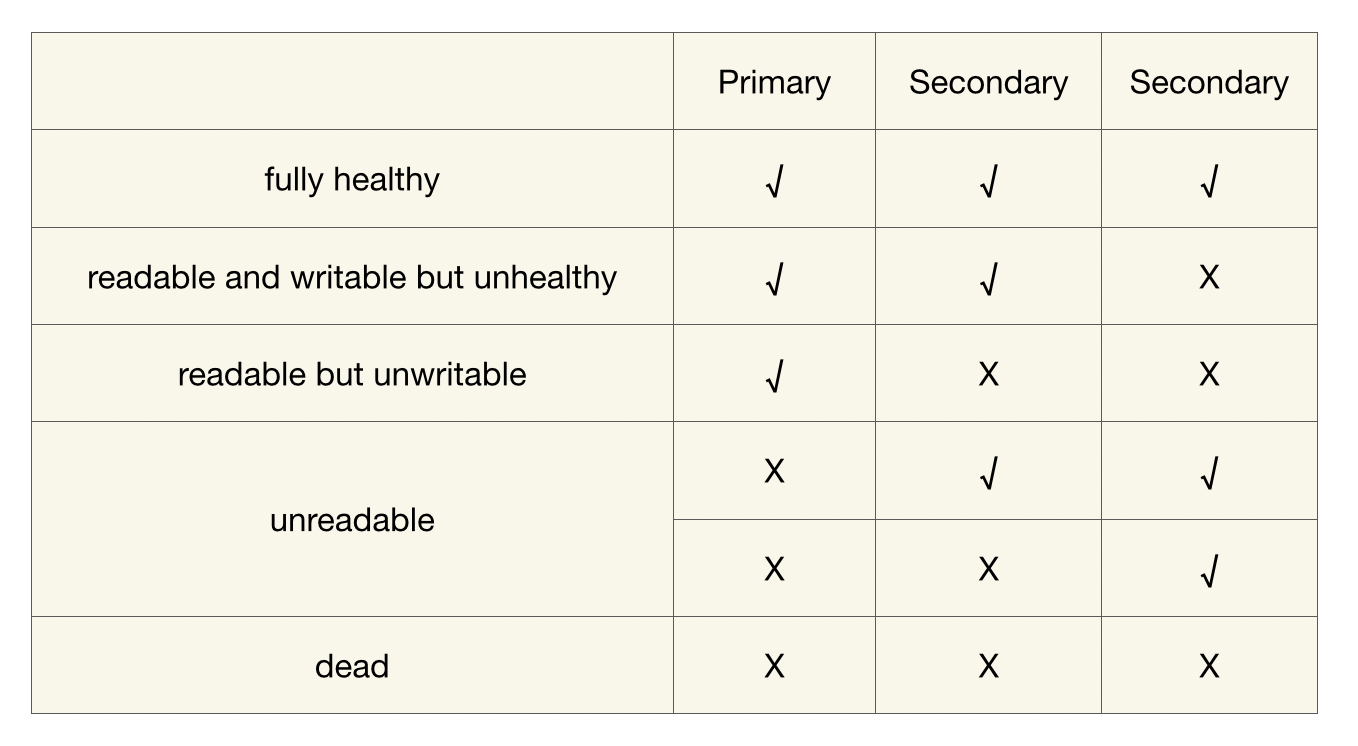 Primary Secondary Secondary
fully healthy √ √ √
readable and writable but unhealthy √ √ X
readable but unwritable √ X X
unreadable X √ √
X X √
dead X X X